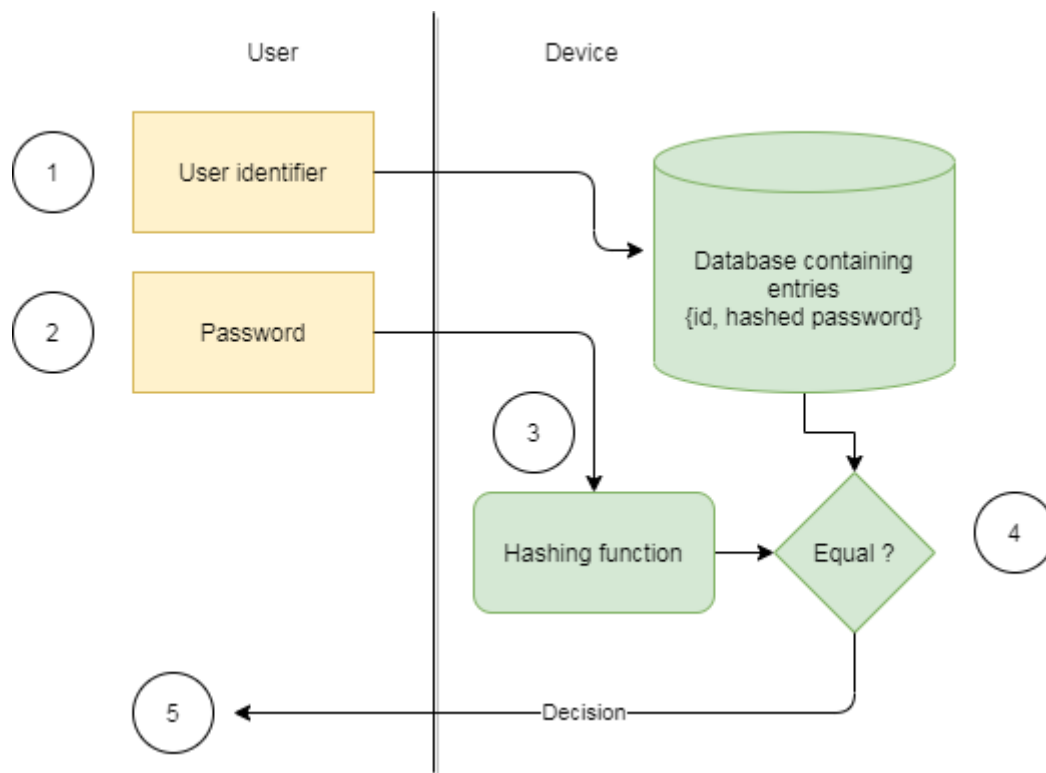 User
Device
1
User identifier
Database containing
entries
{id, hashed password}
2
Password
3
Hashing function
Equal ?
4
5
Decision